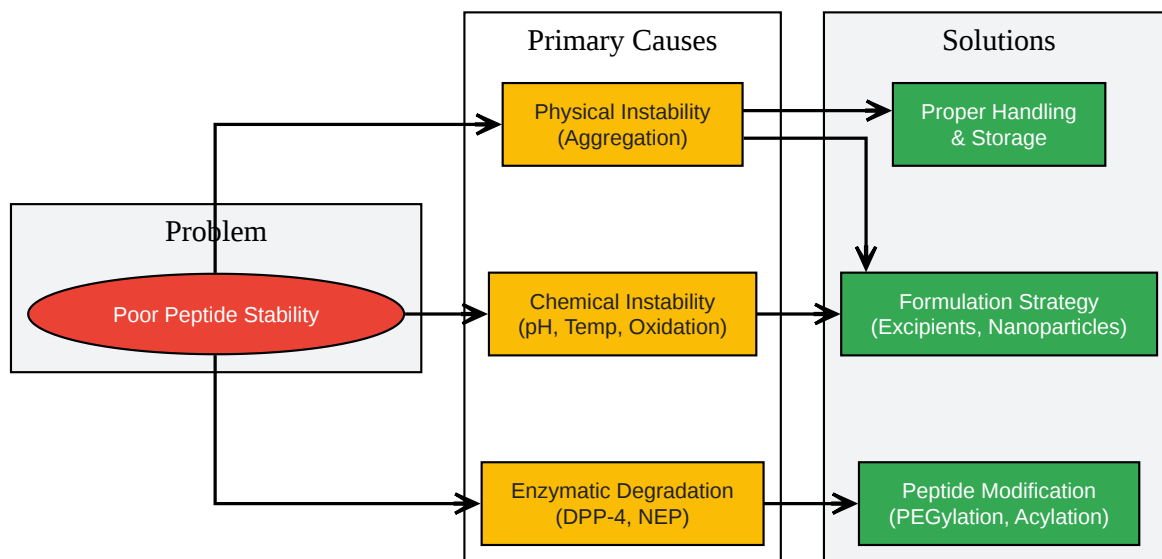 Primary Causes
Solutions
Physical Instability
(Aggregation)
Proper Handling
& Storage
Problem
Poor Peptide Stability
Chemical Instability
(pH, Temp, Oxidation)
Formulation Strategy
(Excipients, Nanoparticles)
Enzymatic Degradation
(DPP-4, NEP)
Peptide Modification
(PEGylation, Acylation)